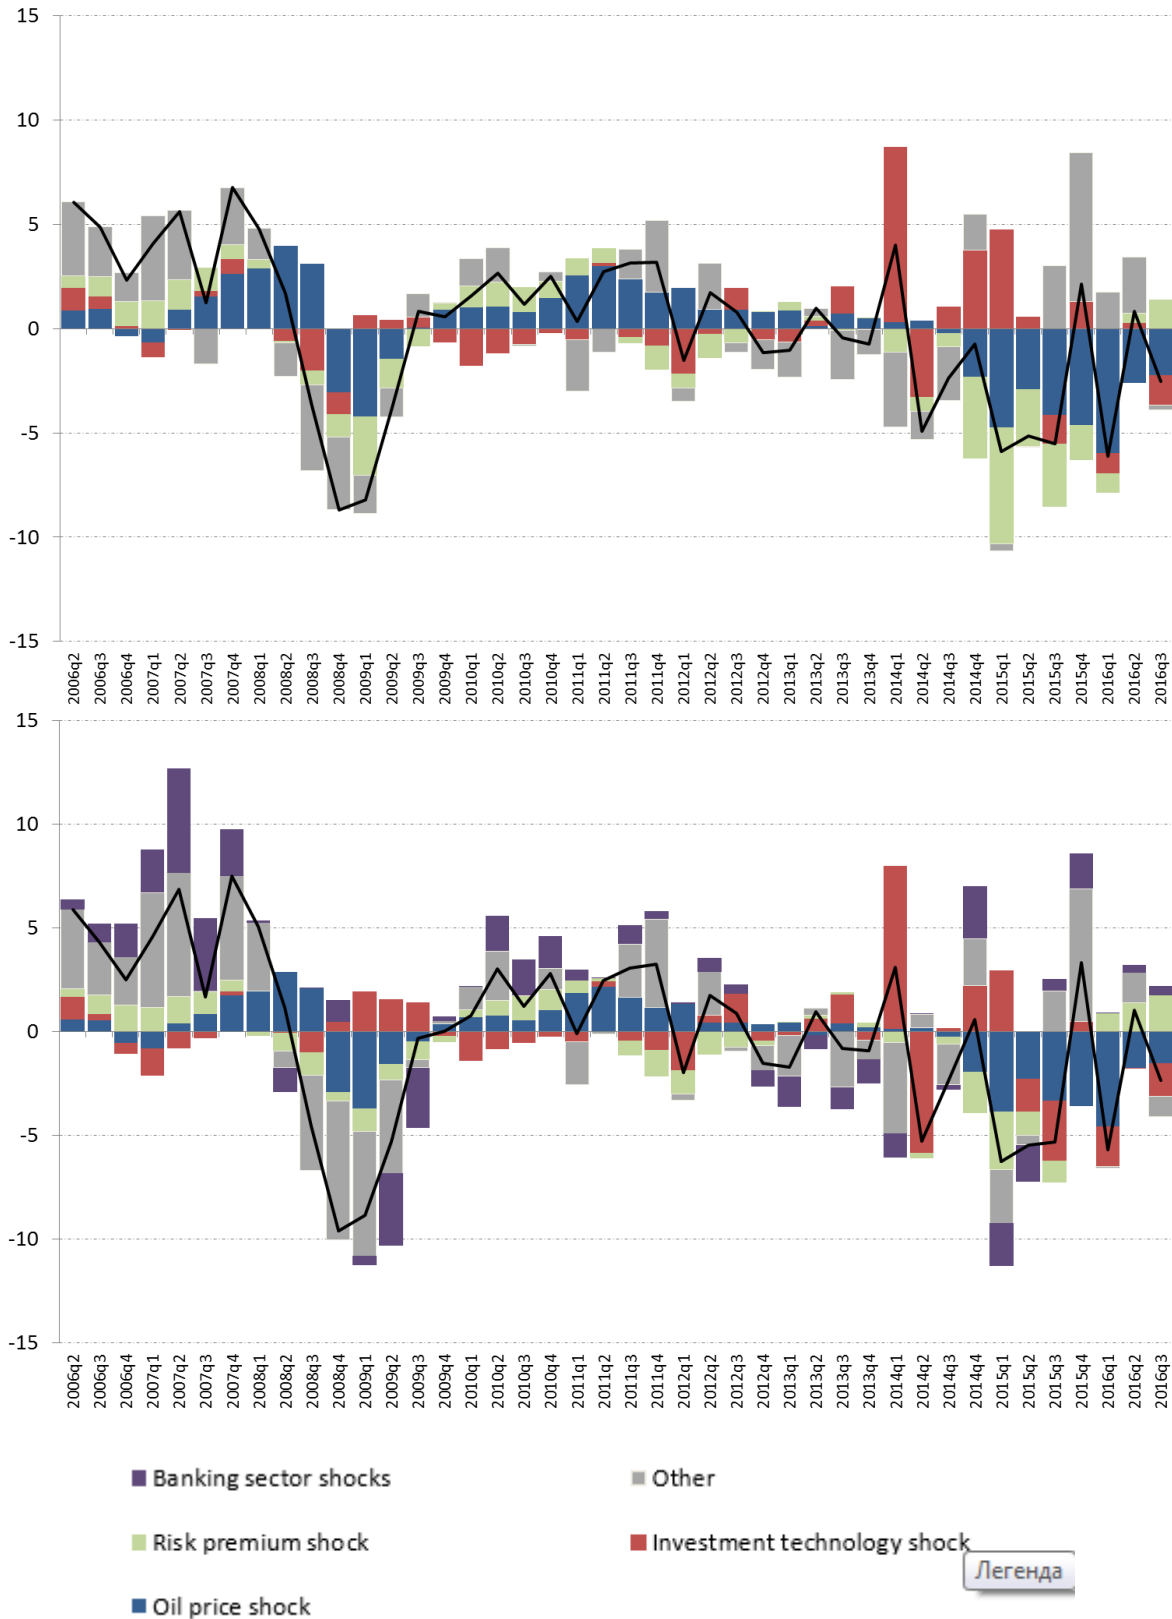 15
10
5
0
-5
-10
-15
2006q2 2006q3 2006q4 2007q1 2007q2 2007q3 2007q4 2008q1 2008q2 2008q3 2008q4 2009q1 2009q2 2009q3 2009q4 2010q1 2010q2 2010q3 2010q4 2011q1 2011q2 2011q3 2011q4 2012q1 2012q2 2012q3 2012q4 2013q1 2013q2 2013q3 2013q4 2014q1 2014q2 2014q3 2014q4 2015q1 2015q2 2015q3 2015q4 2016q1 2016q2 2016q3
15
10
5
0
-5
-10
-15
2006q2 2006q3 2006q4 2007q1 2007q2 2007q3 2007q4 2008q1 2008q2 2008q3 2008q4 2009q1 2009q2 2009q3 2009q4 2010q1 2010q2 2010q3 2010q4 2011q1 2011q2 2011q3 2011q4 2012q1 2012q2 2012q3 2012q4 2013q1 2013q2 2013q3 2013q4 2014q1 2014q2 2014q3 2014q4 2015q1 2015q2 2015q3 2015q4 2016q1 2016q2 2016q3
Banking sector shocks Other
Risk premium shock Investment technology shock
Легенда
Oil price shock